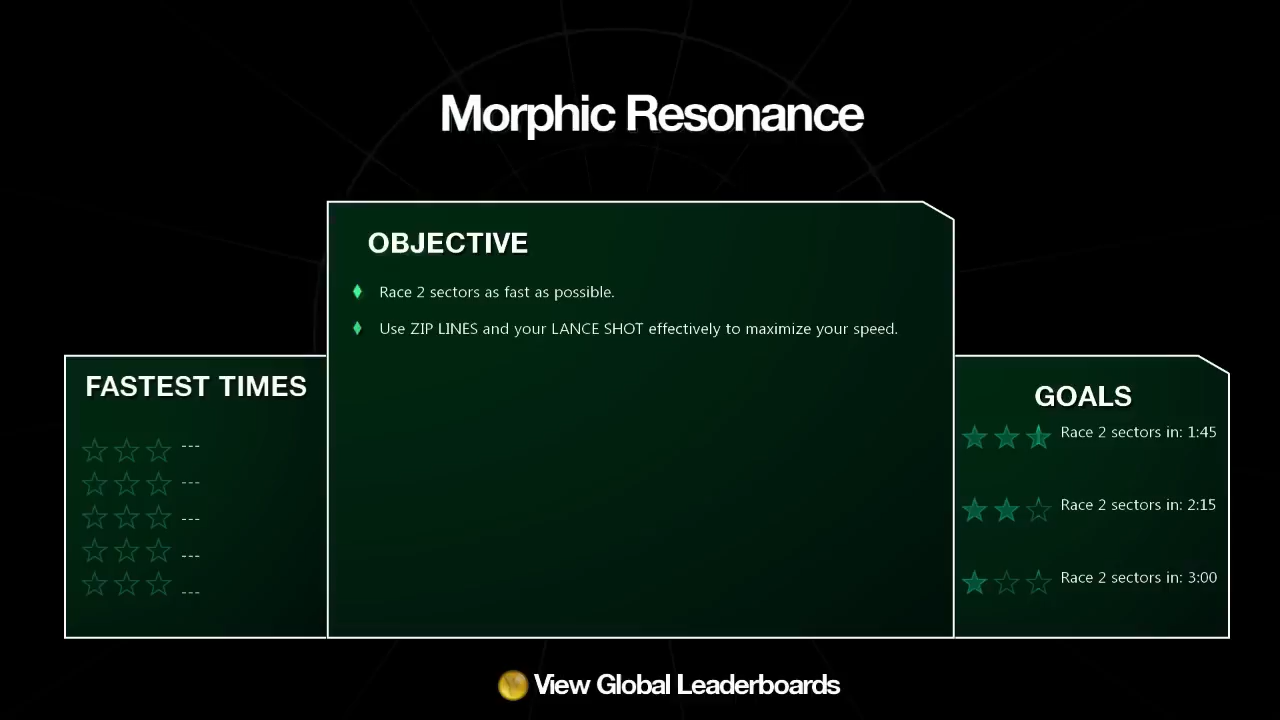 Morphic Resonance
OBJECTIVE
Race 2 sectors as fast as possible.
Use ZIP LINES and your LANCE SHOT effectively to maximize your speed.
FASTEST TIMES
---
---
---
---
---
GOALS
Race 2 sectors in: 1:45
Race 2 sectors in: 2:15
Race 2 sectors in: 3:00
Y View Global Leaderboards